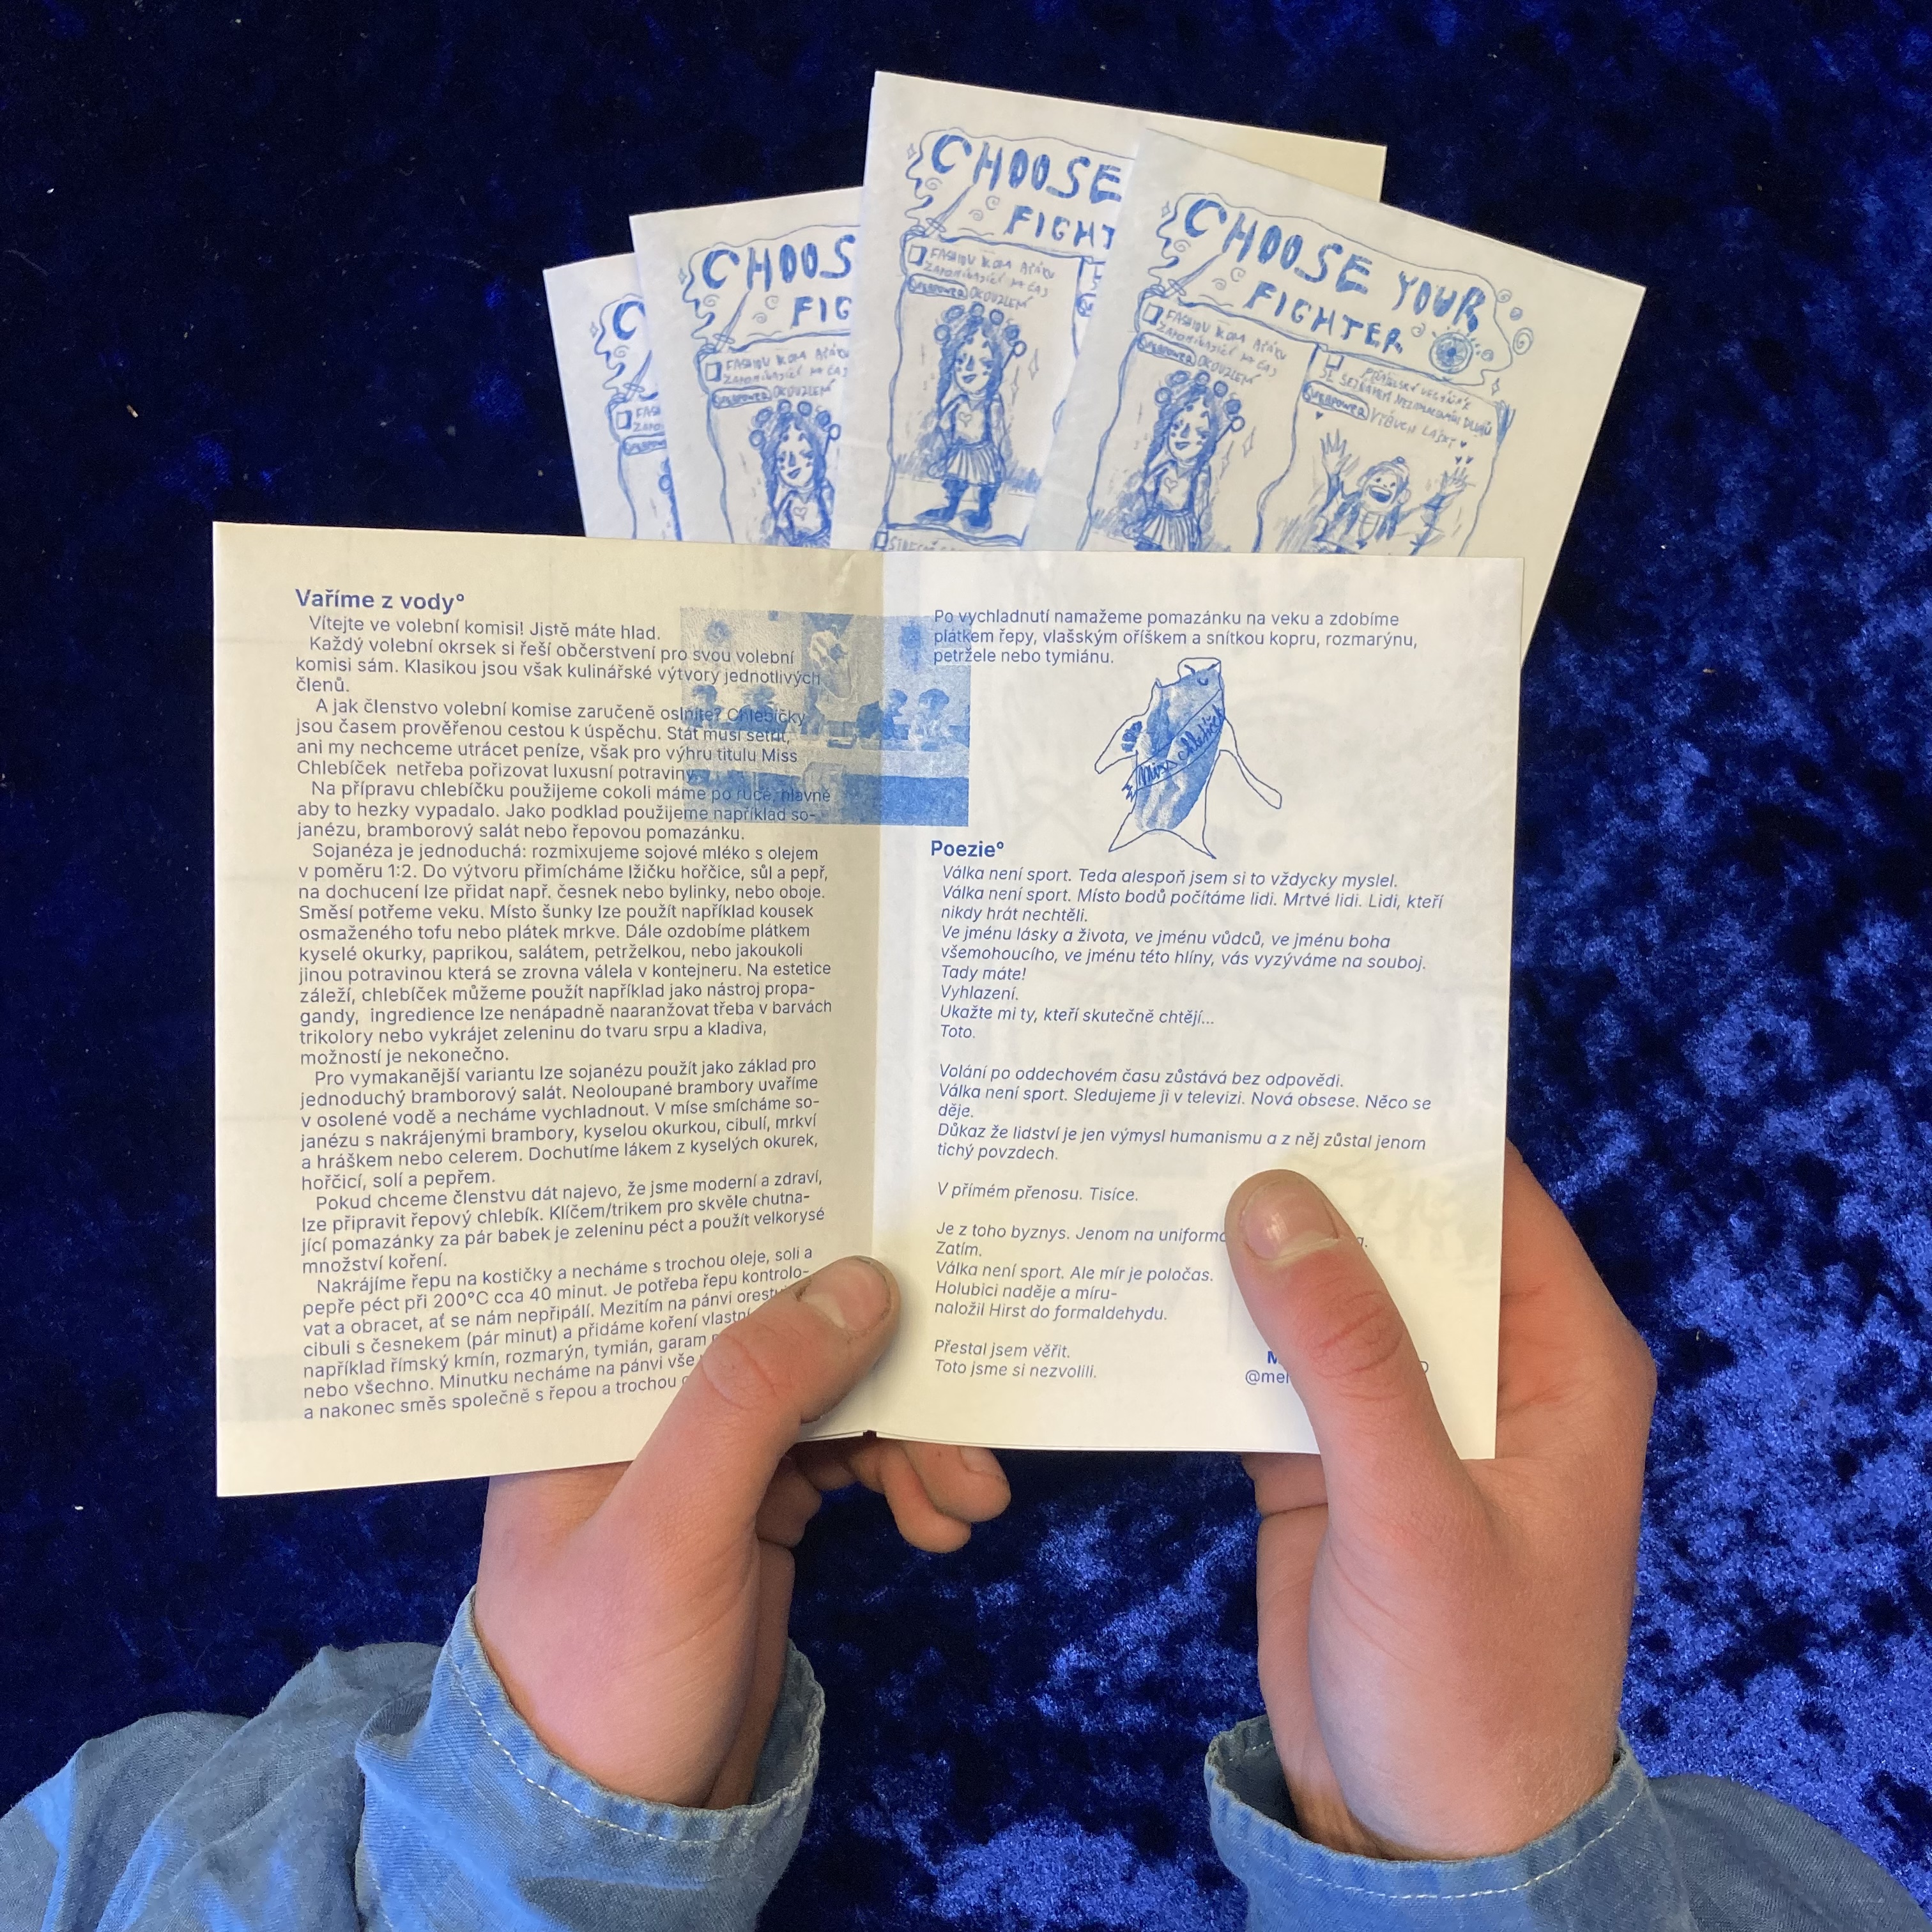 CHOOSE
FIGHT
FASHION
SUPERPOWER
OKOUZLENÍ
CHOOS
FIG
SUPERPOWER
OKOUZLENÍ
C
CHOOSE YOUR
FIGHTER
SUPERPOWER
OKOUZLENÍ
SUPERPOWER
VÝBUCH LÁSKY
Vaříme z vody°
Vítejte ve volební komisi! Jistě máte hlad.
Každý volební okrsek si řeší občerstvení pro svou volební
komisi sám. Klasikou jsou však kulinářské výtvory jednotlivých
členů.
A jak členstvo volební komise zaručeně oslníte? Chlebíčky
jsou časem prověřenou cestou k úspěchu. Stát musí šetřit,
ani my nechceme utrácet peníze, však pro výhru titulu Miss
Chlebíček netřeba pořizovat luxusní potraviny.
Na přípravu chlebíčku použijeme cokoli máme po ruce, hlavně
aby to hezky vypadalo. Jako podklad použijeme například so-
janézu, bramborový salát nebo řepovou pomazánku.
Sojanéza je jednoduchá: rozmixujeme sojové mléko s olejem
v poměru 1:2. Do výtvoru přimícháme lžičku hořčice, sůl a pepř,
na dochucení lze přidat např. česnek nebo bylinky, nebo oboje.
Směsí potřeme veku. Místo šunky lze použít například kousek
osmaženého tofu nebo plátek mrkve. Dále ozdobíme plátkem
kyselé okurky, paprikou, salátem, petrželkou, nebo jakoukoli
jinou potravinou která se zrovna válela v kontejneru. Na estetice
záleží, chlebíček můžeme použít například jako nástroj propa-
gandy, ingredience lze nenápadně naaranžovat třeba v barvách
trikolory nebo vykrájet zeleninu do tvaru srpu a kladiva,
možností je nekonečno.
Pro vymakanější variantu lze sojanézu použít jako základ pro
jednoduchý bramborový salát. Neoloupané brambory uvaříme
v osolené vodě a necháme vychladnout. V míse smícháme so-
janézu s nakrájenými brambory, kyselou okurkou, cibulí, mrkví
a hráškem nebo celerem. Dochutíme lákem z kyselých okurek,
hořčicí, solí a pepřem.
Pokud chceme členstvu dát najevo, že jsme moderní a zdraví,
lze připravit řepový chlebík. Klíčem/trikem pro skvěle chutna-
jící pomazánky za pár babek je zeleninu péct a použít velkorysé
množství koření.
Nakrájíme řepu na kostičky a necháme s trochou oleje, soli a
pepře péct při 200°C cca 40 minut. Je potřeba řepu kontrolo-
vat a obracet, ať se nám nepřipálí. Mezitím na pánvi orest
cibuli s česnekem (pár minut) a přidáme koření vlastn
například římský kmín, rozmarýn, tymián, garam
nebo všechno. Minutku necháme na pánvi vše
a nakonec směs společně s řepou a trochou
Po vychladnutí namažeme pomazánku na veku a zdobíme
plátkem řepy, vlašským oříškem a snítkou kopru, rozmarýnu,
petržele nebo tymiánu.
Miss chlebíček
Poezie°
Válka není sport. Teda alespoň jsem si to vždycky myslel.
Válka není sport. Místo bodů počítáme lidi. Mrtvé lidi. Lidi, kteří
nikdy hrát nechtěli.
Ve jménu lásky a života, ve jménu vůdců, ve jménu boha
všemohoucího, ve jménu této hlíny, vás vyzýváme na souboj.
Tady máte!
Vyhlazení.
Ukažte mi ty, kteří skutečně chtějí...
Toto.
Volání po oddechovém času zůstává bez odpovědi.
Válka není sport. Sledujeme ji v televizi. Nová obsese. Něco se
děje.
Důkaz že lidství je jen výmysl humanismu a z něj zůstal jenom
tichý povzdech.
V přímém přenosu. Tisíce.
Je z toho byznys. Jenom na uniform
Zatím.
Válka není sport. Ale mír je poločas.
Holubici naděje a míru-
naložil Hirst do formaldehydu.
Přestal jsem věřit.
Toto jsme si nezvolili.
M
@me